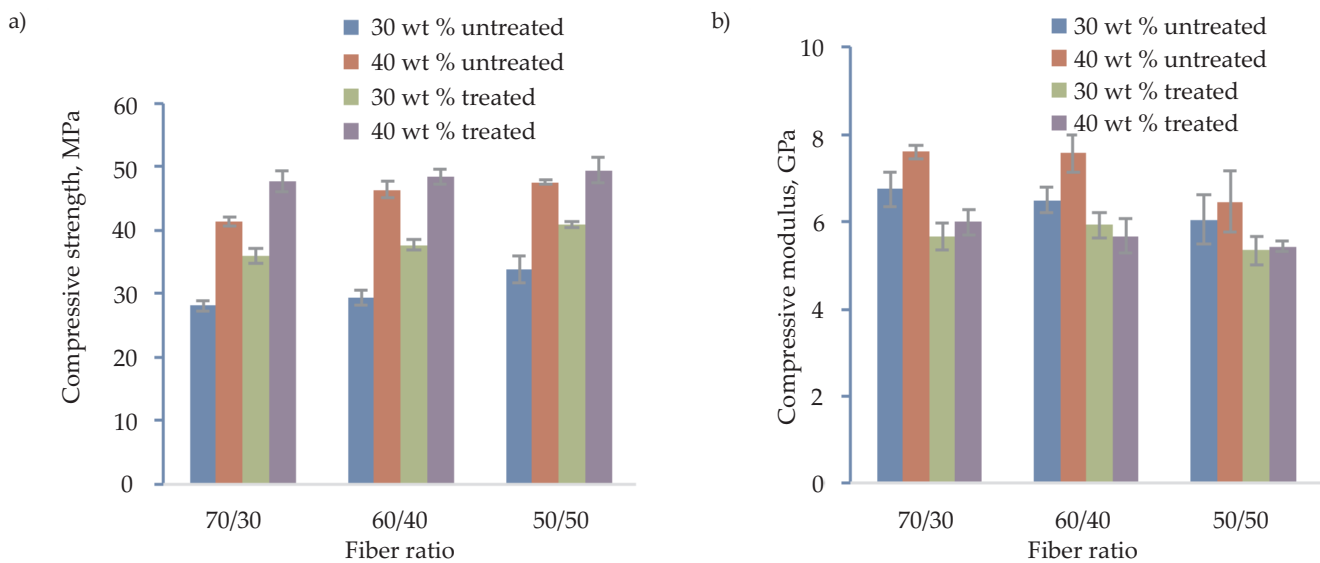 a)
30 wt % untreated
40 wt % untreated
30 wt % treated
40 wt % treated
Compressive strength, MPa
60
50
40
30
20
10
0
70/30
60/40
50/50
Fiber ratio
b)
30 wt % untreated
40 wt % untreated
30 wt % treated
40 wt % treated
Compressive modulus, GPa
10
8
6
4
2
0
70/30
60/40
50/50
Fiber ratio